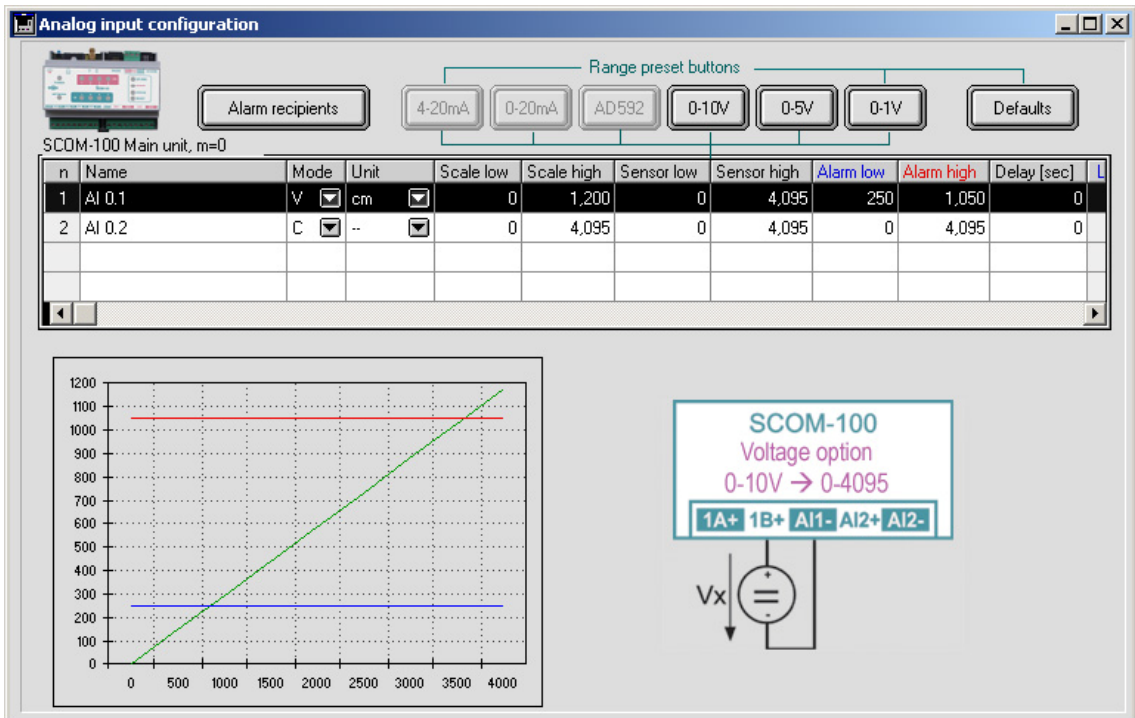 Analog input configuration
Range preset buttons
Alarm recipients 4-20mA 0-20mA AD592 0-10V 0-5V 0-1V Defaults
SCOM-100 Main unit, m=0
n Name Mode Unit Scale low Scale high Sensor low Sensor high Alarm low Alarm high Delay [sec] L
1 AI 0.1 V cm 0 1,200 0 4,095 250 1,050 0
2 AI 0.2 C -- 0 4,095 0 4,095 0 4,095 0
1200
1100
1000
900
800
700
600
500
400
300
200
100
0
0 500 1000 1500 2000 2500 3000 3500 4000
SCOM-100
Voltage option
0-10V → 0-4095
1A+ 1B+ AI1- AI2+ AI2-
Vx
+
-